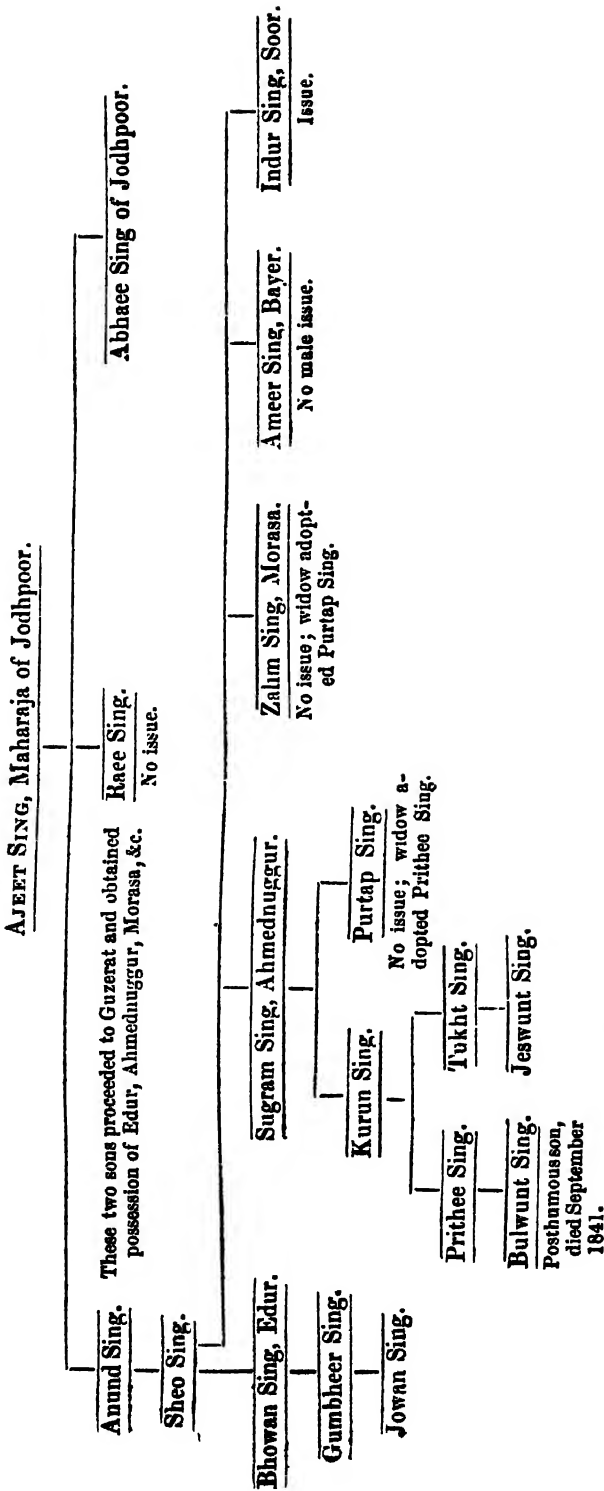 AJEET SING, Maharaja of Jodhpoor.
Anund Sing.
These two sons proceeded to Guzerat and obtained
possession of Edur, Ahmednuggur, Morasa, &c.
Raee Sing.
No issue.
Abhaee Sing of Jodhpoor.
Sheo Sing.
Bhowan Sing, Edur.
Sugram Sing, Ahmednuggur.
Zalim Sing, Morasa.
No issue; widow adopt-
ed Purtap Sing.
Ameer Sing, Bayer.
No male issue.
Indur Sing, Soor.
Issue.
Gumbheer Sing.
Kurun Sing.
Purtap Sing.
No issue; widow a-
dopted Prithee Sing.
Jowan Sing.
Prithee Sing.
Tukht Sing.
Bulwunt Sing.
Posthumous son,
died September
1841.
Jeswunt Sing.